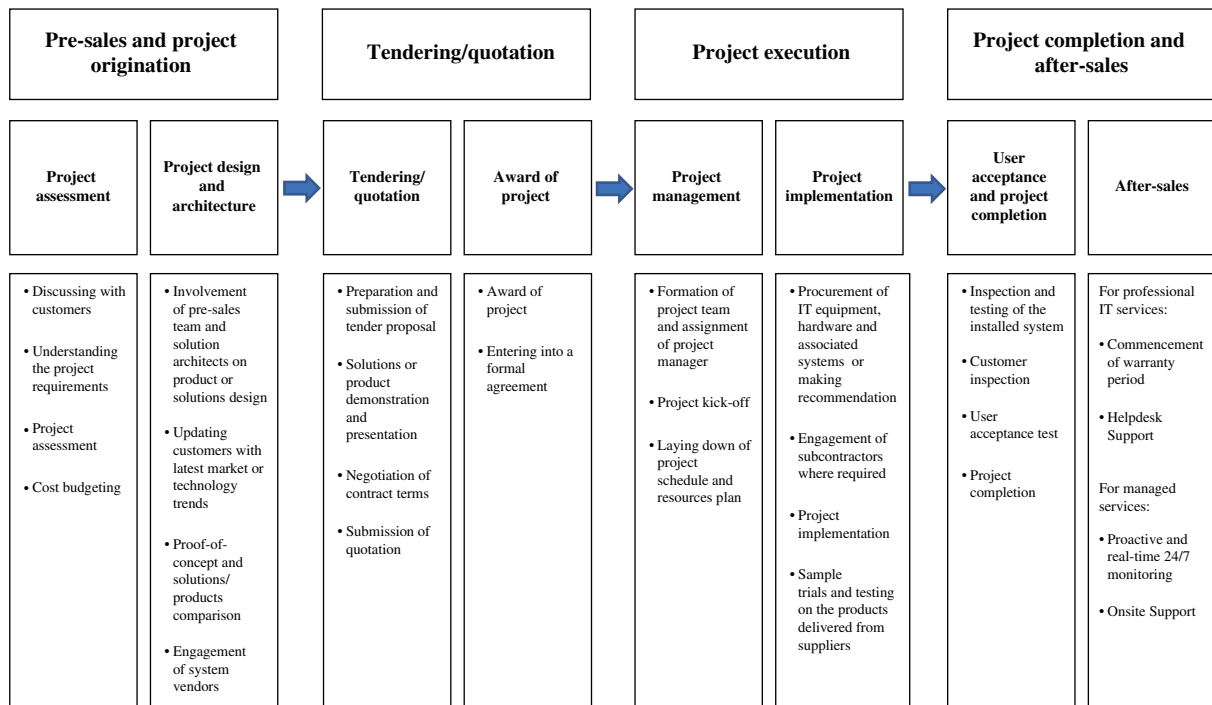 Pre-sales and project
origination
Tendering/quotation
Project execution
Project completion and
after-sales
Project
assessment
Project design
and
architecture
Tendering/
quotation
Award of
project
Project
management
Project
implementation
User
acceptance
and project
completion
After-sales
• Discussing with
customers
• Understanding
the project
requirements
• Project
assessment
• Cost budgeting
• Involvement
of pre-sales
team and
solution
architects on
product or
solutions design
• Updating
customers with
latest market or
technology
trends
• Proof-of-
concept and
solutions/
products
comparison
• Engagement
of system
vendors
• Preparation and
submission of
tender proposal
• Solutions or
product
demonstration
and
presentation
• Negotiation of
contract terms
• Submission of
quotation
• Award of
project
• Entering into a
formal
agreement
• Formation of
project team
and assignment
of project
manager
• Project kick-off
• Laying down of
project
schedule and
resources plan
• Procurement of
IT equipment,
hardware and
associated
systems or
making
recommendation
• Engagement of
subcontractors
where required
• Project
implementation
• Sample
trials and testing
on the products
delivered from
suppliers
• Inspection and
testing of the
installed system
• Customer
inspection
• User
acceptance test
• Project
completion
For professional
IT services:
• Commencement
of warranty
period
• Helpdesk
Support
For managed
services:
• Proactive and
real-time 24/7
monitoring
• Onsite Support